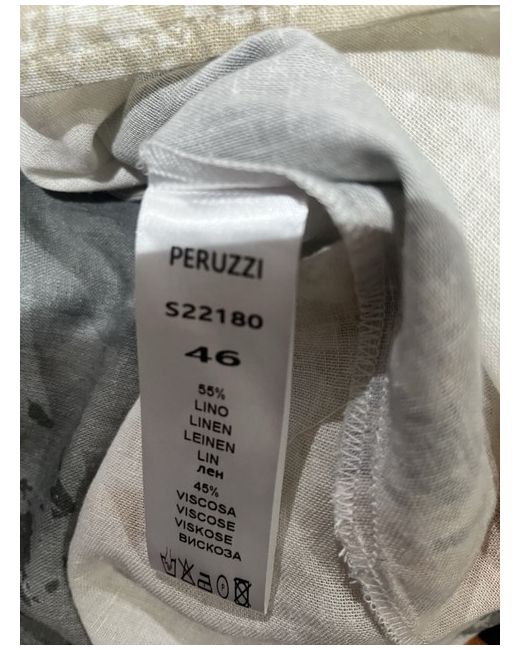 PERUZZI
S22180
46
55%
LINO
LINEN
LEINEN
LIN
лен
45%
VISCOSA
VISCOSE
VISKOSE
ВИСКОЗА